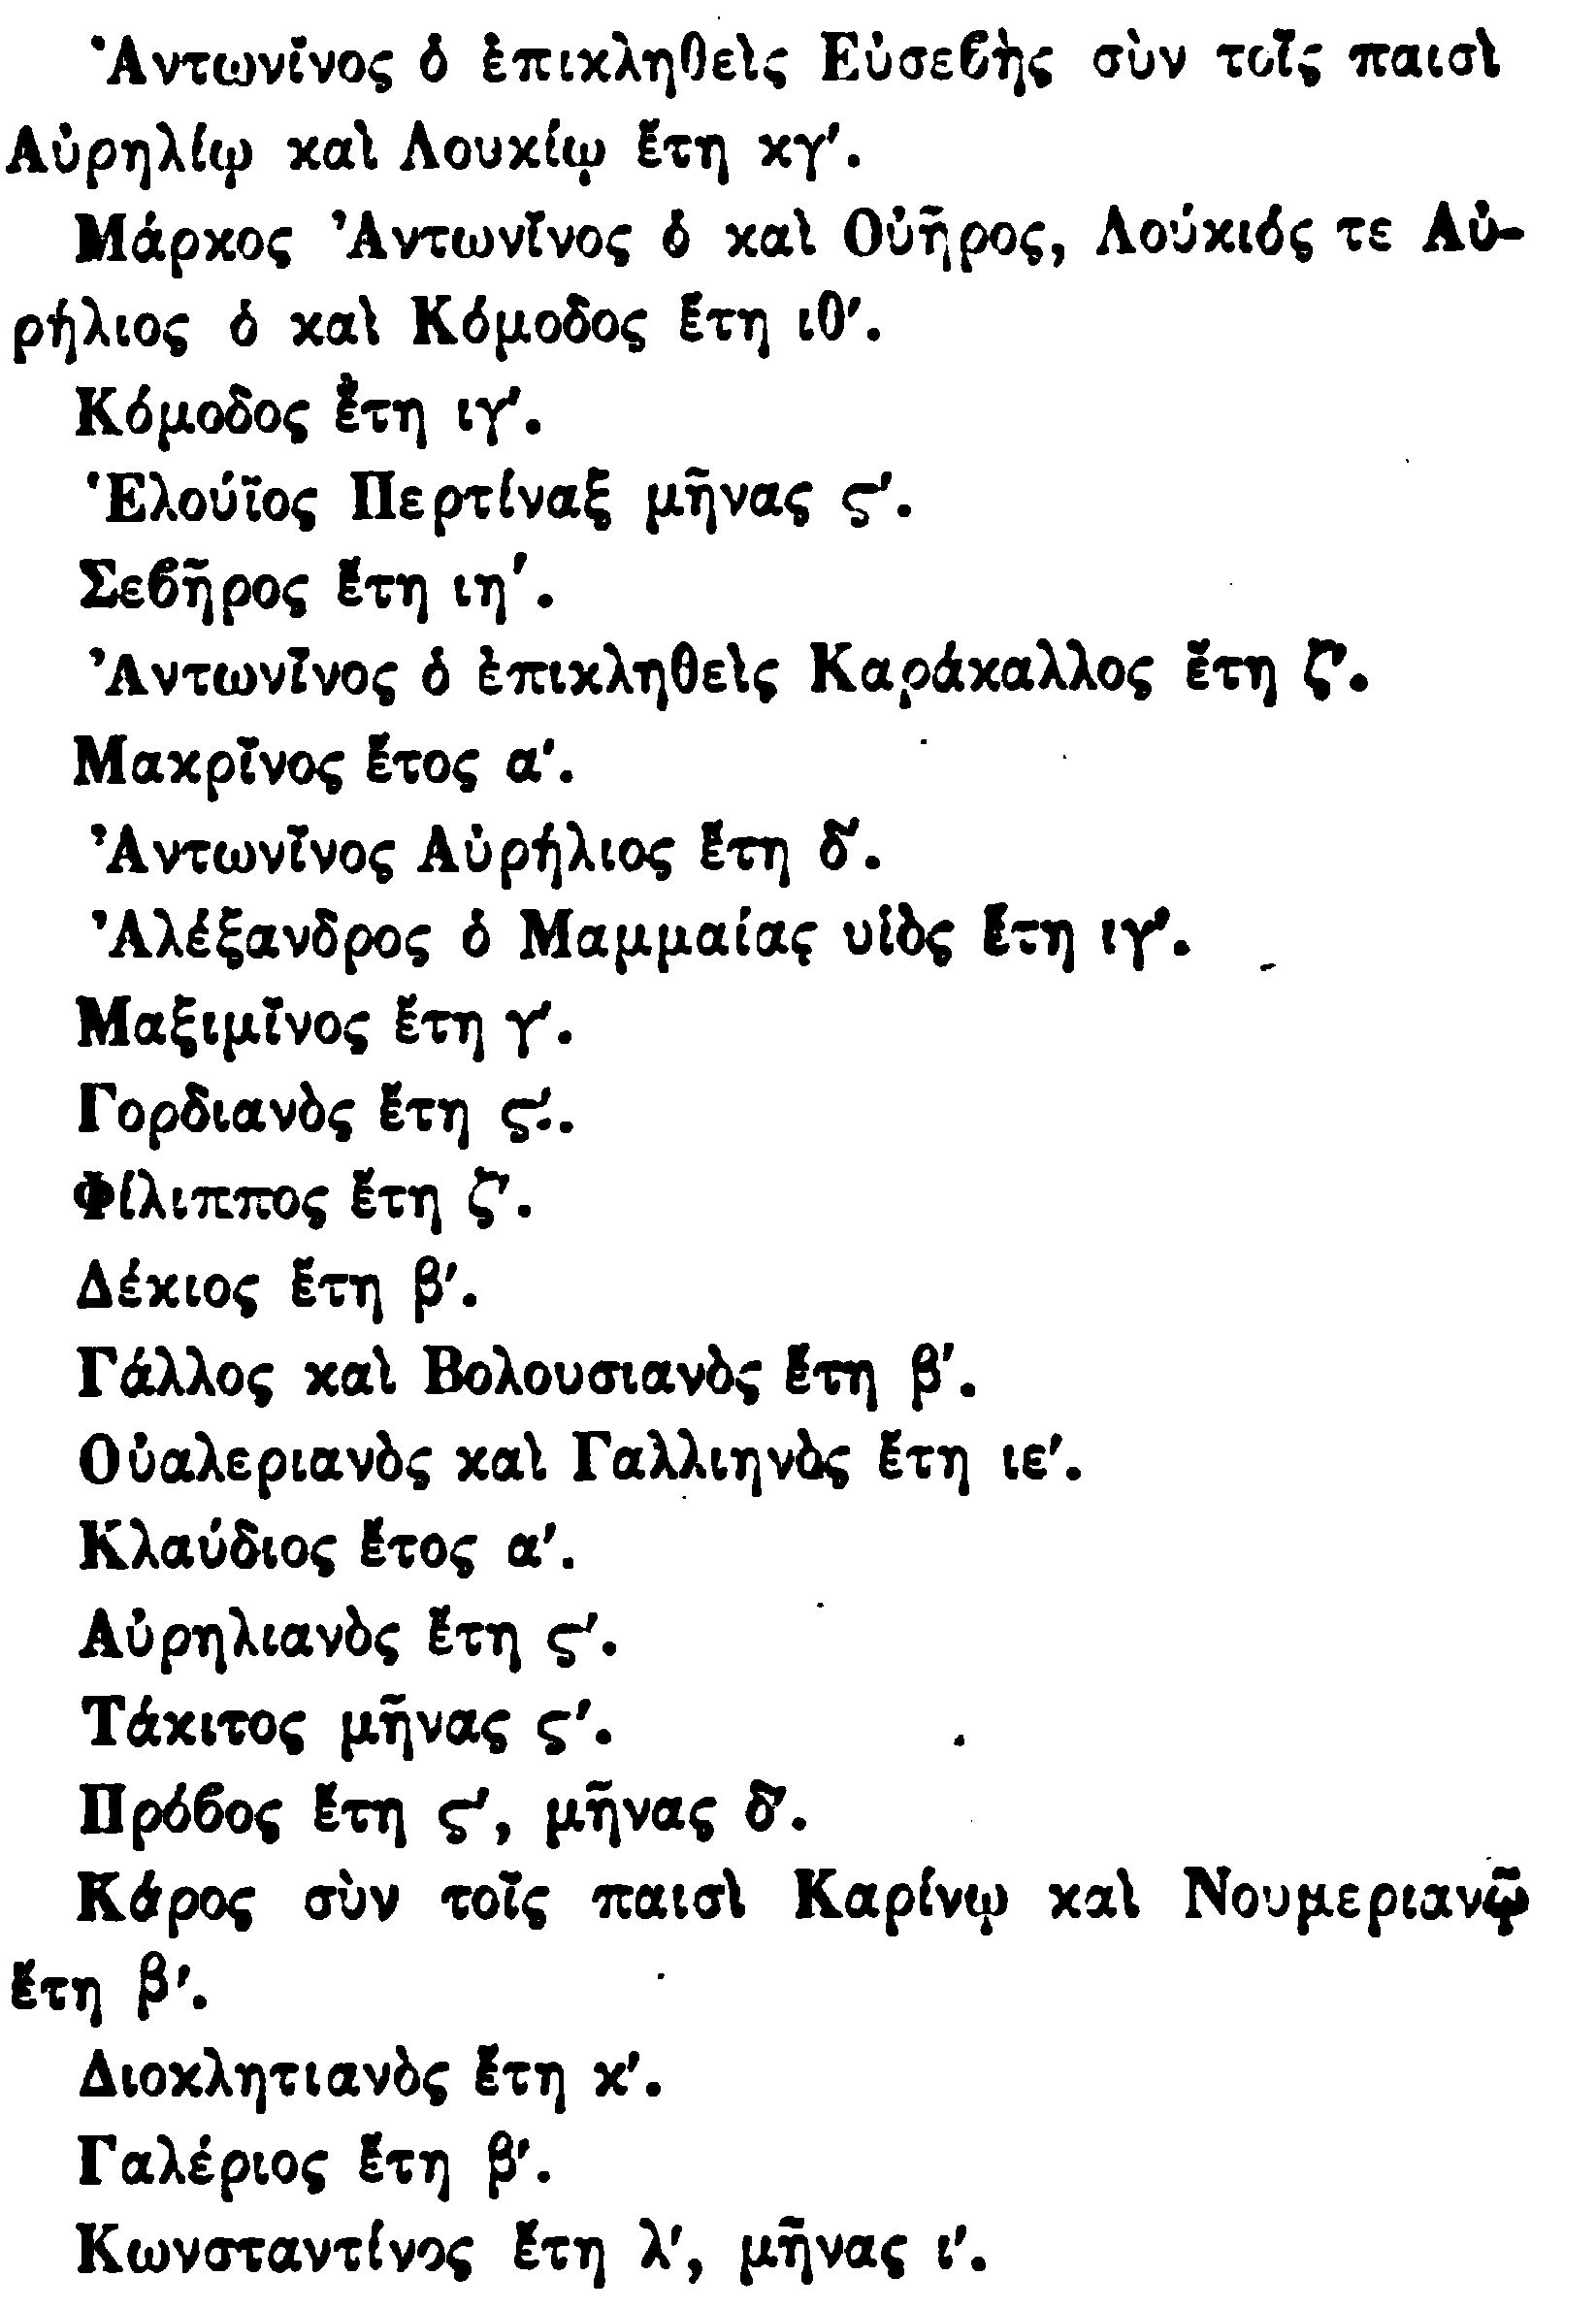 Ἀντωνῖνος ὁ ἐπικληθεὶς Εὐσεϐὴς σὺν τοῖς παισὶ
Αὐρηλίῳ καὶ Λουκίῳ ἔτη κγʹ.
Μάρκος Ἀντωνῖνος ὁ καὶ Οὐῆρος, Λούκιός τε Αὐ-
ρήλιος ὁ καὶ Κόμοδος ἔτη ιθʹ.
Κόμοδος ἔτη ιγʹ.
Ἑλούϊος Περτίναξ μῆνας ϛʹ.
Σεϐῆρος ἔτη ιηʹ.
Ἀντωνῖνος ὁ ἐπικληθεὶς Καράκαλλος ἔτη ζʹ.
Μακρῖνος ἔτος αʹ.
Ἀντωνῖνος Αὐρήλιος ἔτη δʹ.
Ἀλέξανδρος ὁ Μαμμαίας υἱὸς ἔτη ιγʹ.
Μαξιμῖνος ἔτη γʹ.
Γορδιανὸς ἔτη ϛʹ.
Φίλιππος ἔτη ζʹ.
Δέκιος ἔτη βʹ.
Γάλλος καὶ Βολουσιανὸς ἔτη βʹ.
Οὐαλεριανὸς καὶ Γαλλιηνὸς ἔτη ιεʹ.
Κλαύδιος ἔτος αʹ.
Αὐρηλιανὸς ἔτη ϛʹ.
Τάκιτος μῆνας ϛʹ.
Πρόϐος ἔτη ϛʹ, μῆνας δʹ.
Κάρος σὺν τοῖς παισὶ Καρίνῳ καὶ Νουμεριανῷ
ἔτη βʹ.
Διοκλητιανὸς ἔτη κʹ.
Γαλέριος ἔτη βʹ.
Κωνσταντίνος ἔτη λʹ, μῆνας ιʹ.